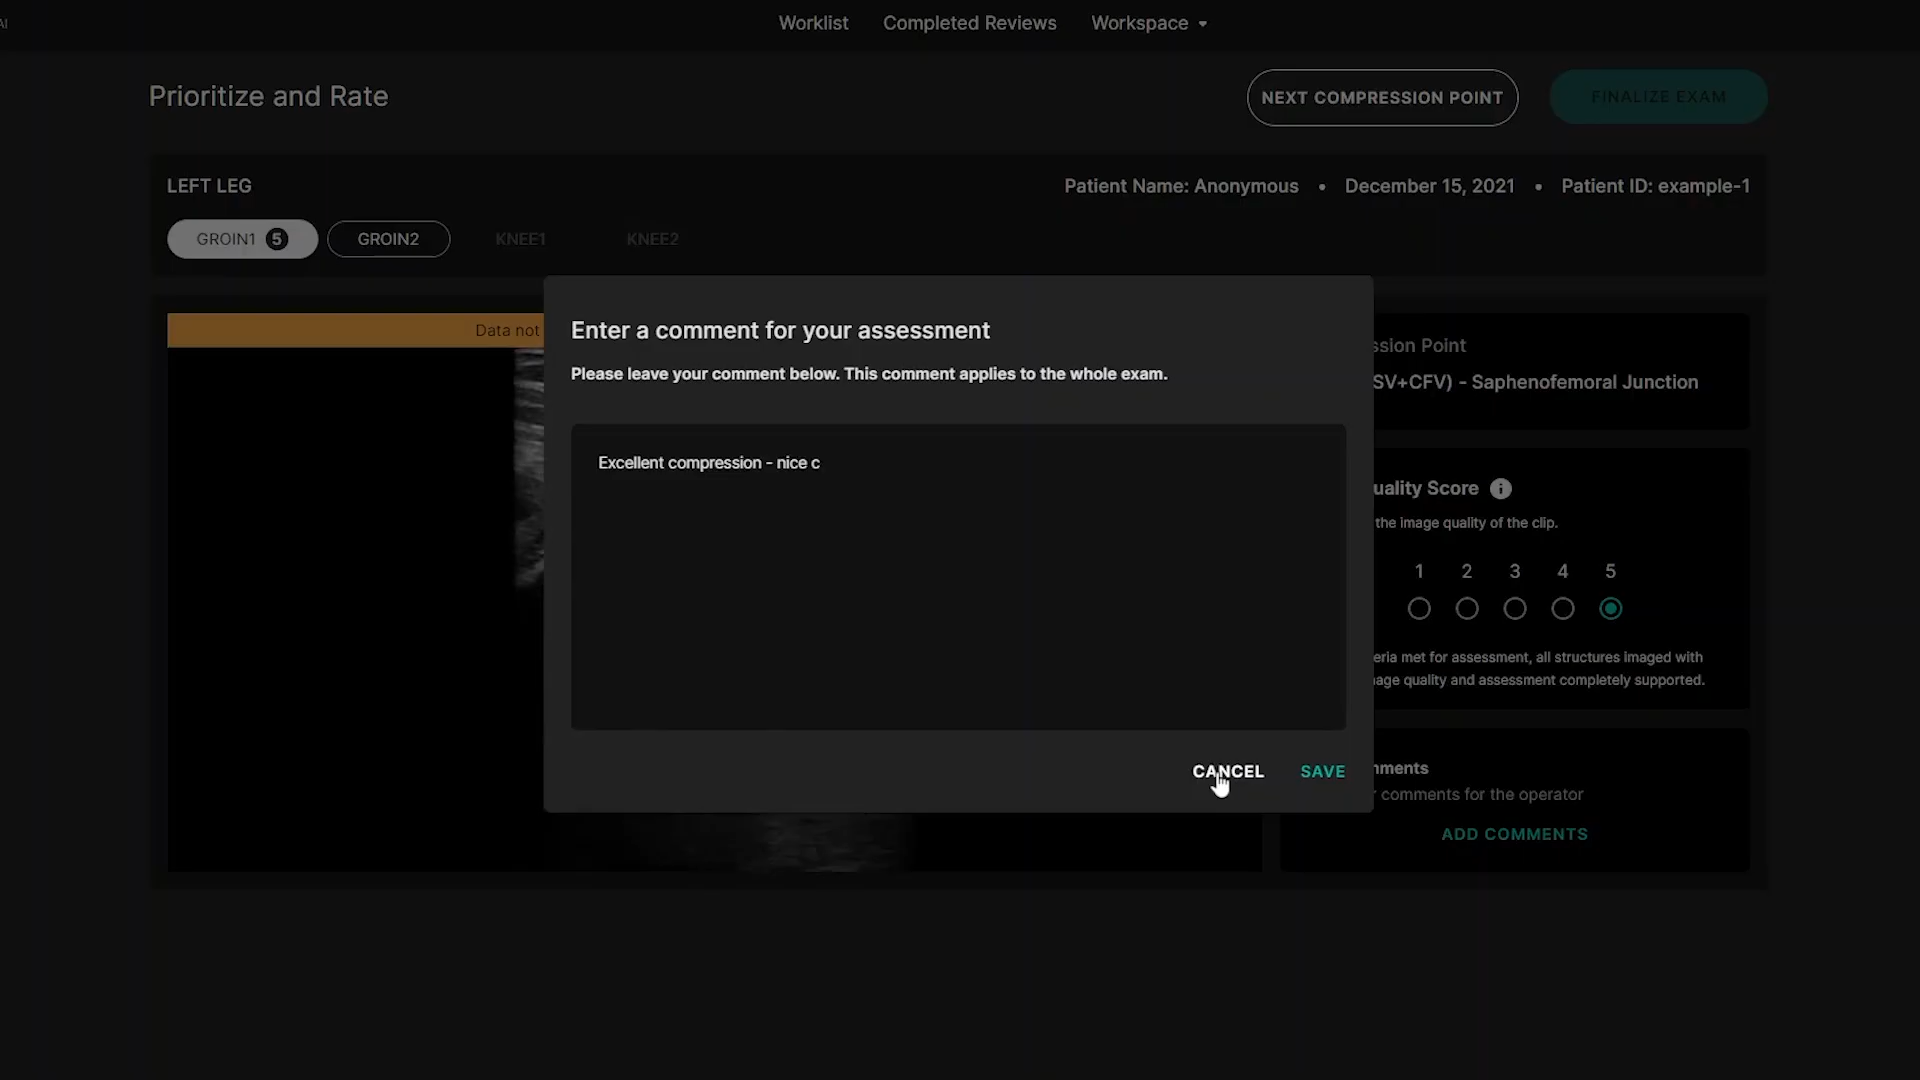 AI
Worklist
Completed Reviews
Workspace
Prioritize and Rate
NEXT COMPRESSION POINT
FINALIZE EXAM
LEFT LEG
Patient Name: Anonymous • December 15, 2021 • Patient ID: example-1
GROIN1 5
GROIN2
KNEE1
KNEE2
Data not
Enter a comment for your assessment
Please leave your comment below. This comment applies to the whole exam.
Excellent compression - nice c
CANCEL
SAVE
ssion Point
SV+CFV) - Saphenofemoral Junction
uality Score
the image quality of the clip.
1 2 3 4 5
eria met for assessment, all structures imaged with
age quality and assessment completely supported.
ments
comments for the operator
ADD COMMENTS